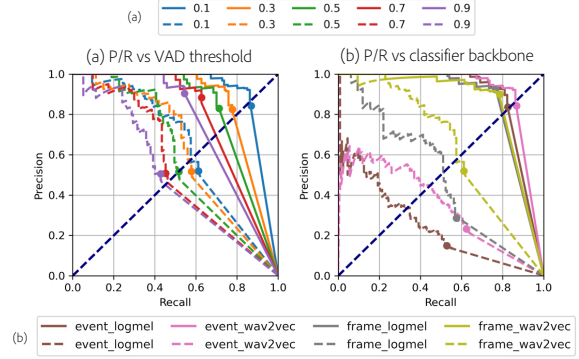 (a) 0.1 0.3 0.5 0.7 0.9
0.1 0.3 0.5 0.7 0.9
(a) P/R vs VAD threshold
(b) P/R vs classifier backbone
1.0
0.8
0.6
0.4
0.2
0.0
Precision
0.0 0.2 0.4 0.6 0.8 1.0
Recall
1.0
0.8
0.6
0.4
0.2
0.0
Precision
0.0 0.2 0.4 0.6 0.8 1.0
Recall
(b) event_logmel event_wav2vec frame_logmel frame_wav2vec
event_logmel event_wav2vec frame_logmel frame_wav2vec